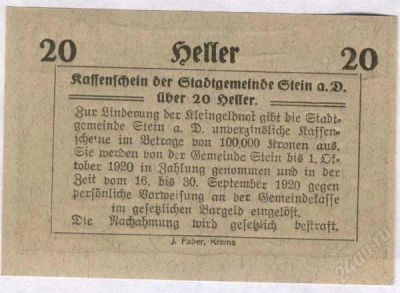 20 Heller 20
Kassenschein der Stadtgemeinde Stein a. D.
über 20 Heller.
Zur Linderung der Kleingeldnot gibt die Stadt-
gemeinde Stein a. D. unverzinsliche Kassen-
scheine im Betrage von 100,000 Kronen aus.
Sie werden von der Gemeinde Stein bis 1. Ok-
tober 1920 in Zahlung genommen und in der
Zeit vom 16. bis 30. September 1920 gegen
persönliche Vorweisung an der Gemeindekasse
im gesetzlichen Bargeld eingelöst.
Die Nachahmung wird gesetzlich bestraft.
J. Faber, Krems